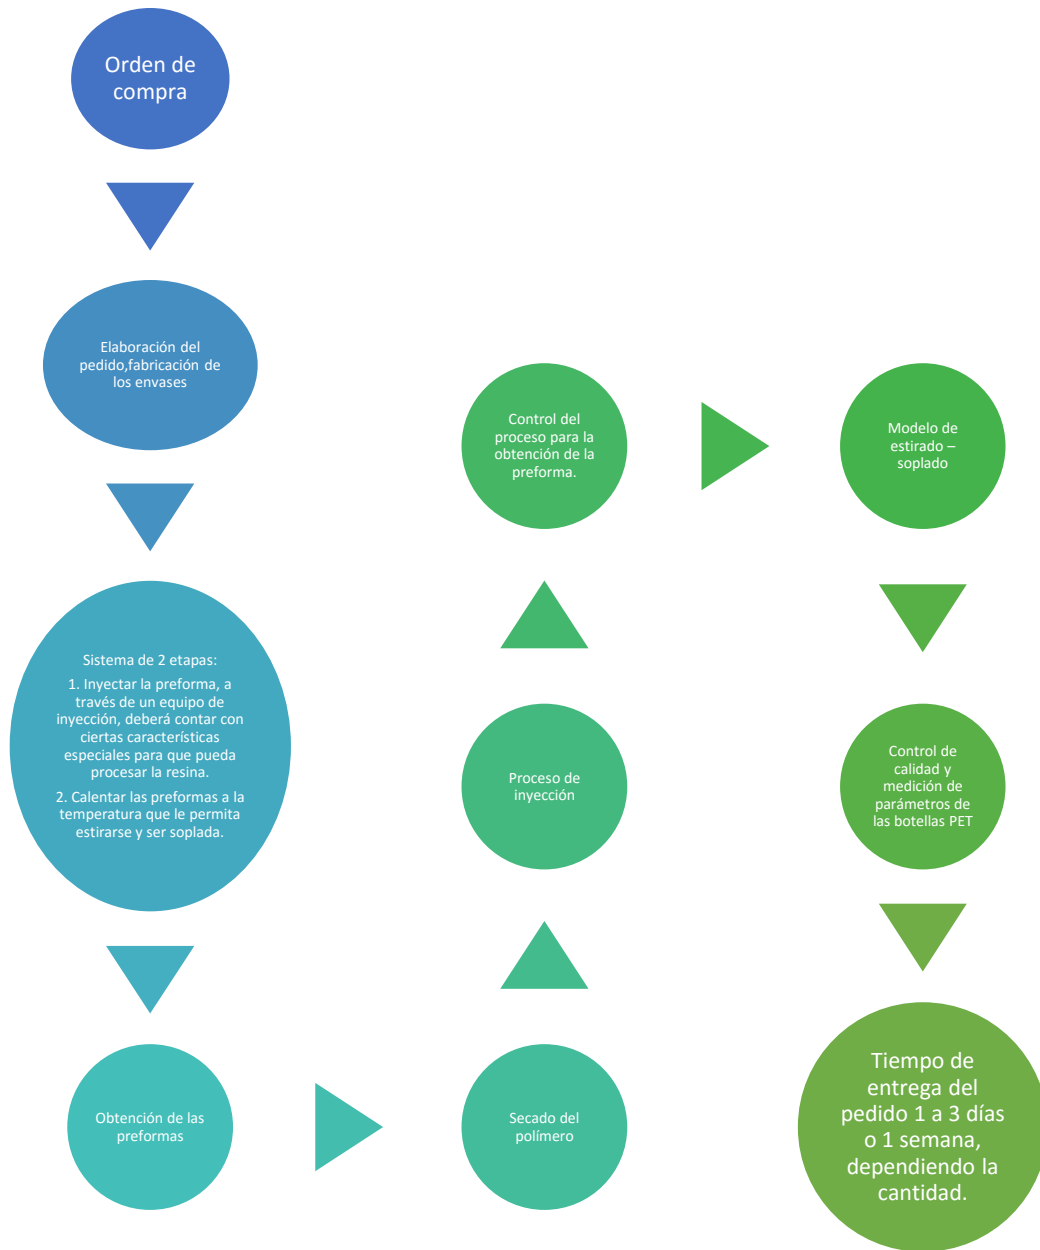 Orden de
compra
Elaboración del
pedido,fabricación de
los envases
Sistema de 2 etapas:
1. Inyectar la preforma, a
través de un equipo de
inyección, deberá contar con
ciertas características
especiales para que pueda
procesar la resina.
2. Calentar las preformas a la
temperatura que le permita
estirarse y ser soplada.
Obtención de las
preformas
Secado del
polímero
Proceso de
inyección
Control del
proceso para la
obtención de la
preforma.
Modelo de
estirado –
soplado
Control de
calidad y
medición de
parámetros de
las botellas PET
Tiempo de
entrega del
pedido 1 a 3 días
o 1 semana,
dependiendo la
cantidad.